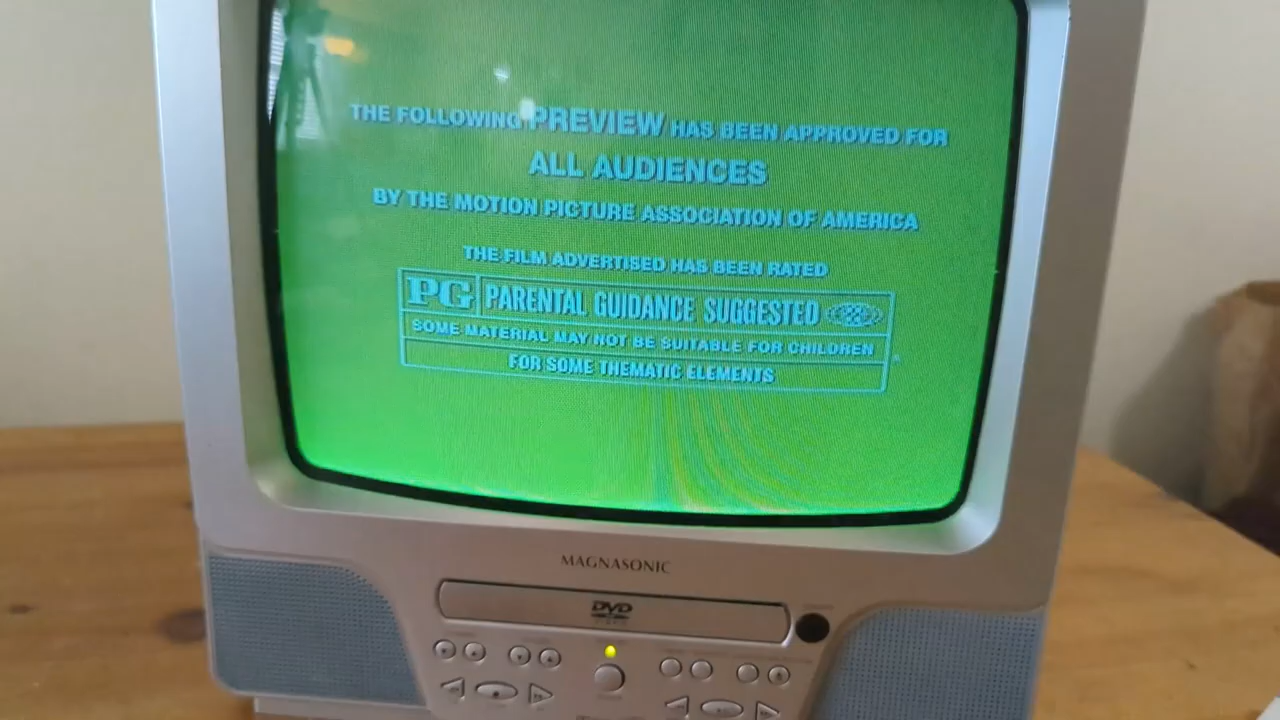 THE FOLLOWING PREVIEW HAS BEEN APPROVED FOR
ALL AUDIENCES
BY THE MOTION PICTURE ASSOCIATION OF AMERICA
THE FILM ADVERTISED HAS BEEN RATED
PG PARENTAL GUIDANCE SUGGESTED
SOME MATERIAL MAY NOT BE SUITABLE FOR CHILDREN
FOR SOME THEMATIC ELEMENTS
MAGNASONIC
DVD
VIDEO